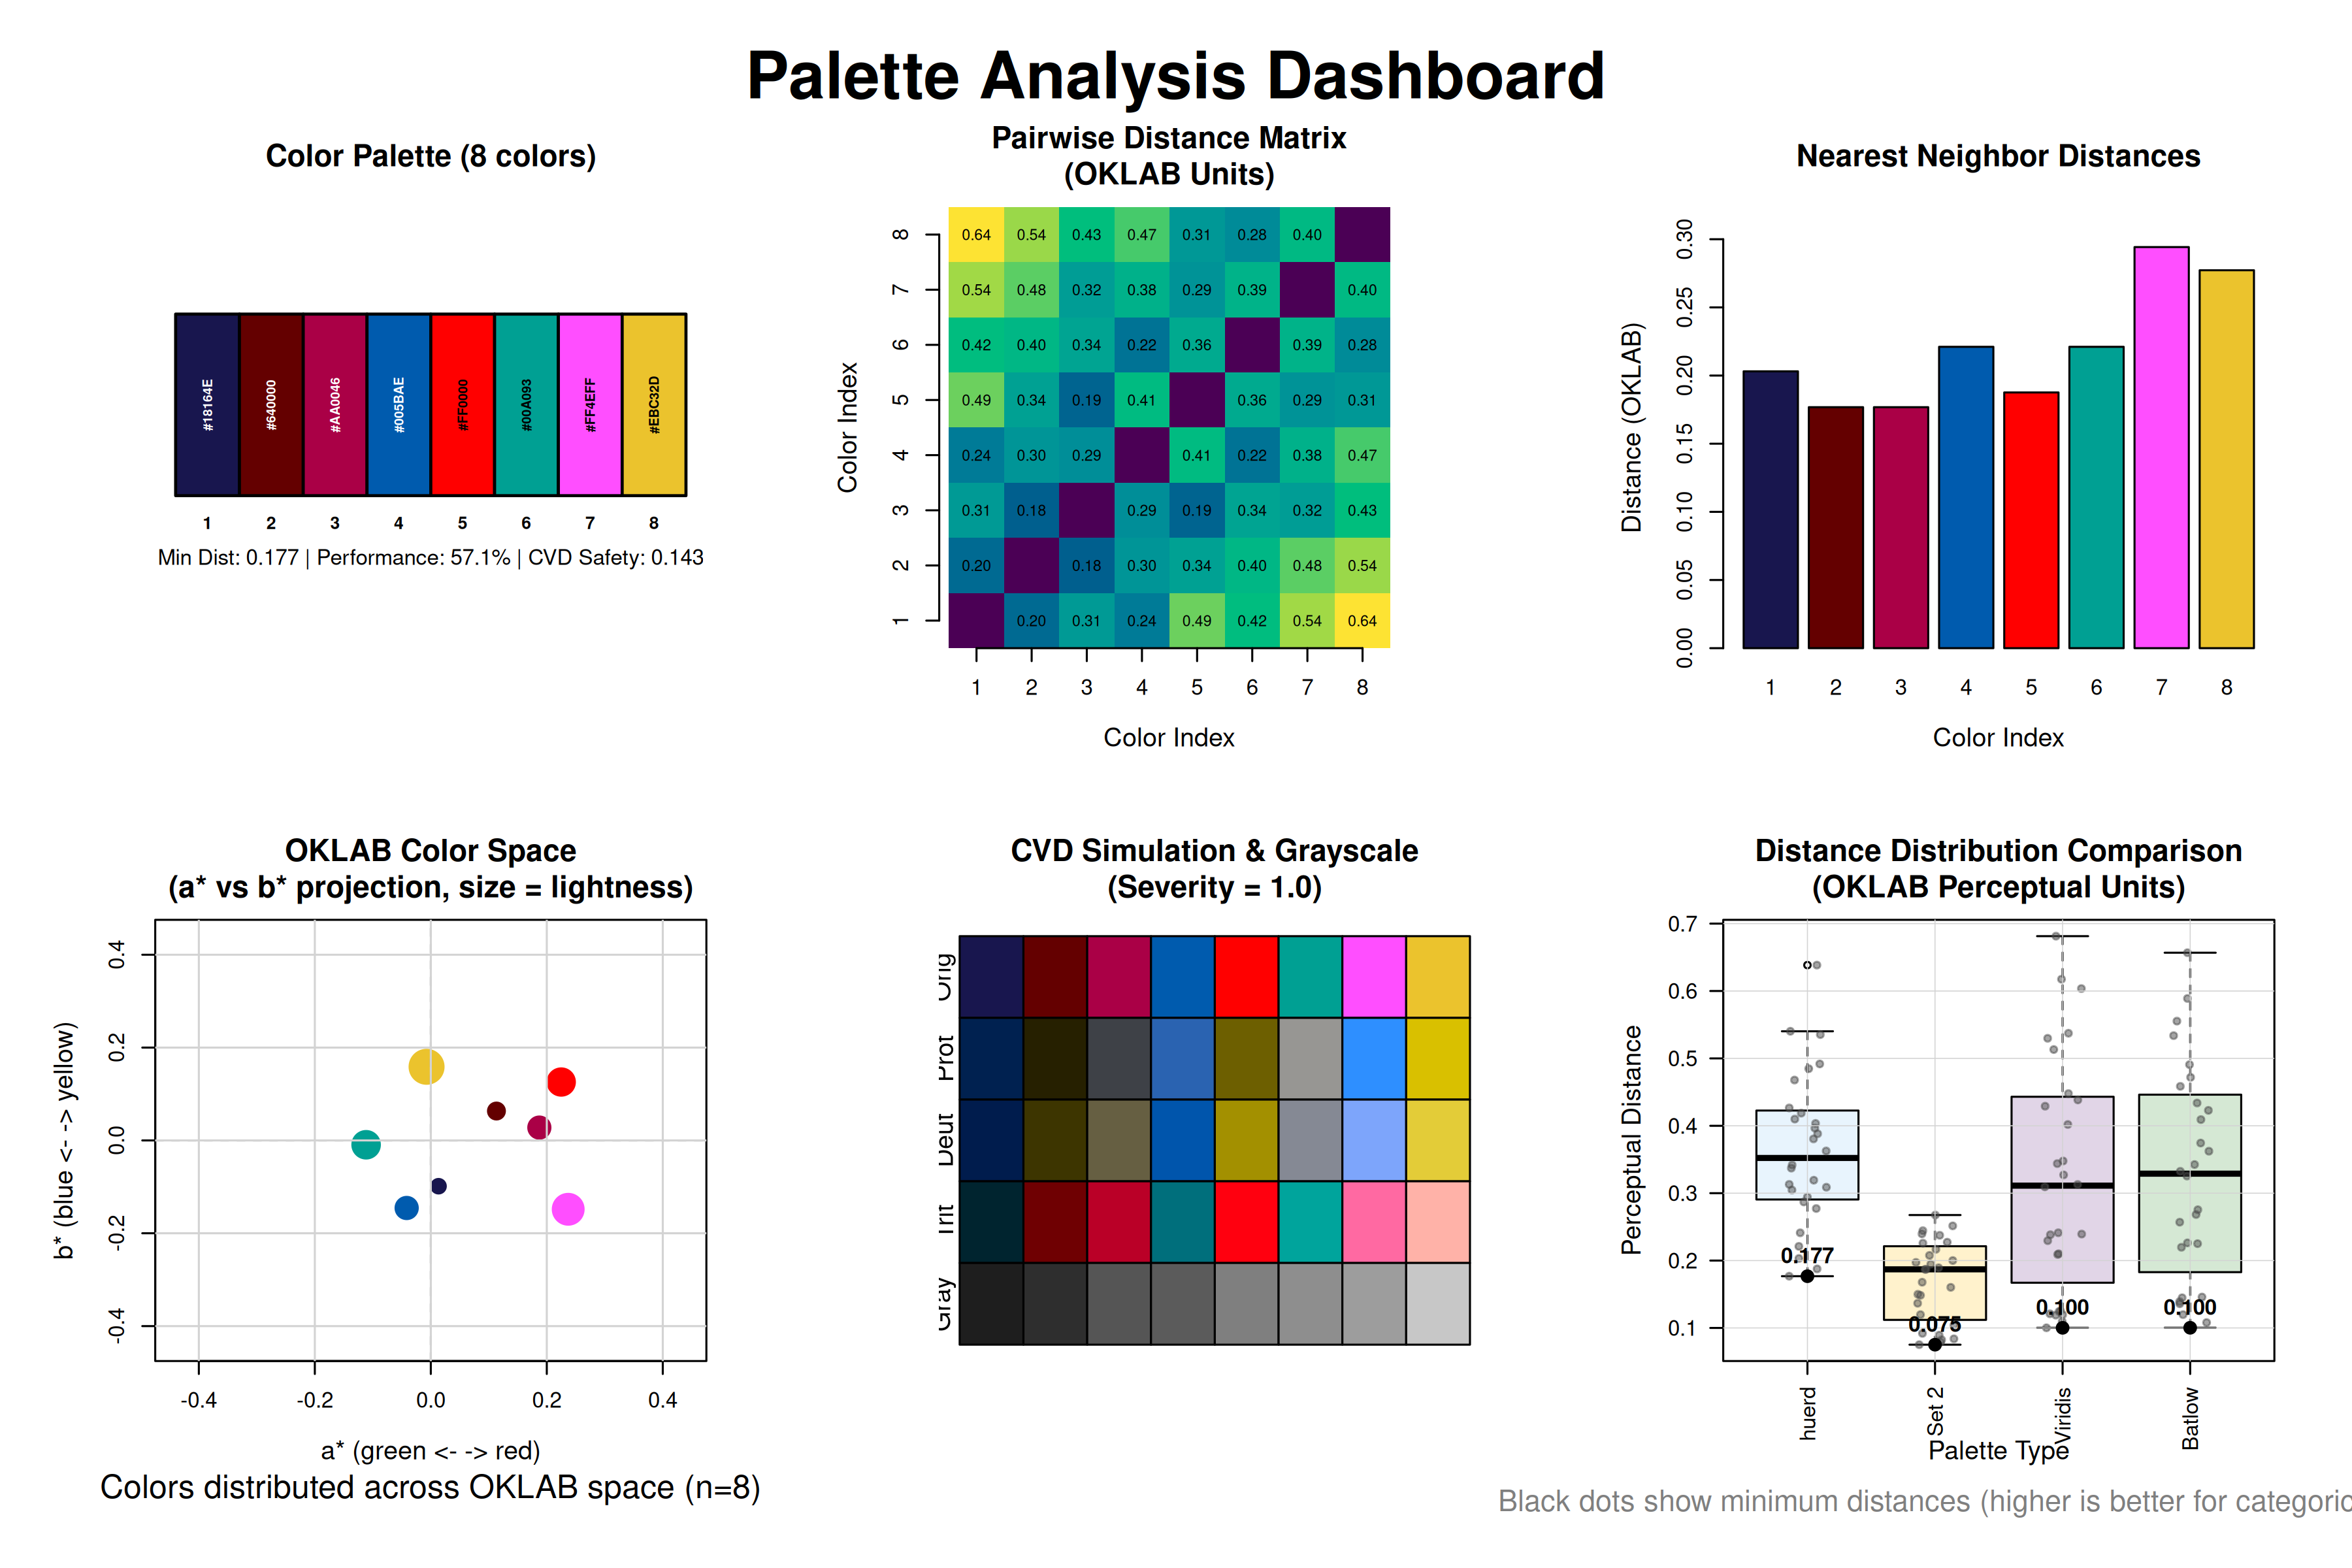 Palette Analysis Dashboard
Color Palette (8 colors)
#18164E
#640000
#AA0046
#005BAE
#FF0000
#00A093
#FF4EFF
#EBC32D
1 2 3 4 5 6 7 8
Min Dist: 0.177 | Performance: 57.1% | CVD Safety: 0.143
Pairwise Distance Matrix
(OKLAB Units)
Color Index
8 0.64 0.54 0.43 0.47 0.31 0.28 0.40
7 0.54 0.48 0.32 0.38 0.29 0.39 0.40
6 0.42 0.40 0.34 0.22 0.36 0.39 0.28
5 0.49 0.34 0.19 0.41 0.36 0.29 0.31
4 0.24 0.30 0.29 0.41 0.22 0.38 0.47
3 0.31 0.18 0.29 0.19 0.34 0.32 0.43
2 0.20 0.18 0.30 0.34 0.40 0.48 0.54
1 0.20 0.31 0.24 0.49 0.42 0.54 0.64
1 2 3 4 5 6 7 8
Color Index
Nearest Neighbor Distances
Distance (OKLAB)
0.30
0.25
0.20
0.15
0.10
0.05
0.00
1 2 3 4 5 6 7 8
Color Index
OKLAB Color Space
(a* vs b* projection, size = lightness)
b* (blue <- -> yellow)
0.4
0.2
0.0
-0.2
-0.4
-0.4 -0.2 0.0 0.2 0.4
a* (green <- -> red)
Colors distributed across OKLAB space (n=8)
CVD Simulation & Grayscale
(Severity = 1.0)
Orig
Prot
Deut
Trit
Gray
Distance Distribution Comparison
(OKLAB Perceptual Units)
Perceptual Distance
0.7
0.6
0.5
0.4
0.3
0.2
0.1
0.177
0.075
0.100
0.100
huerd
Set 2
Viridis
Batlow
Palette Type
Black dots show minimum distances (higher is better for categoric